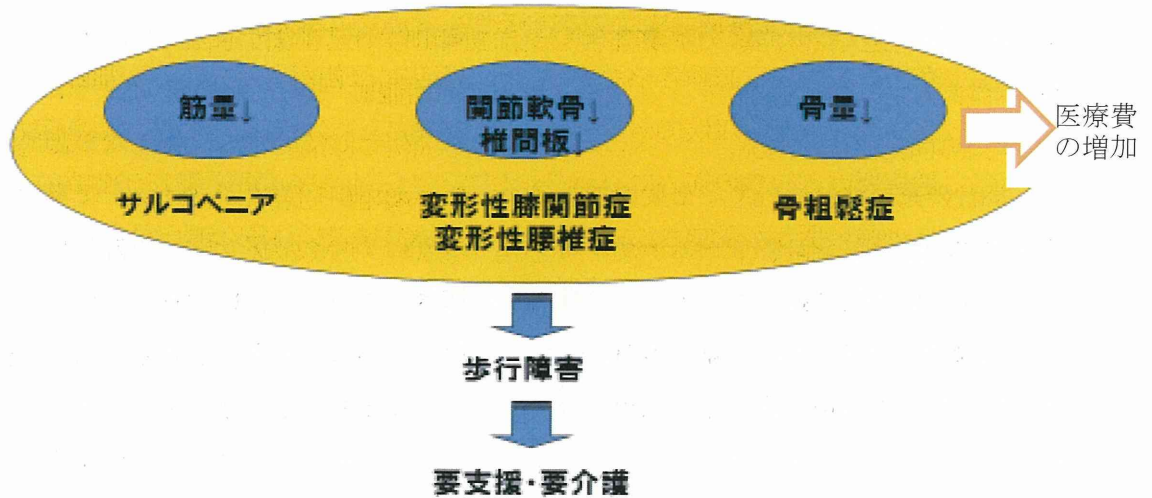 筋量↓
関節軟骨↓
椎間板↓
骨量↓
医療費
の増加
サルコペニア
変形性膝関節症
変形性腰椎症
骨粗鬆症
歩行障害
要支援・要介護